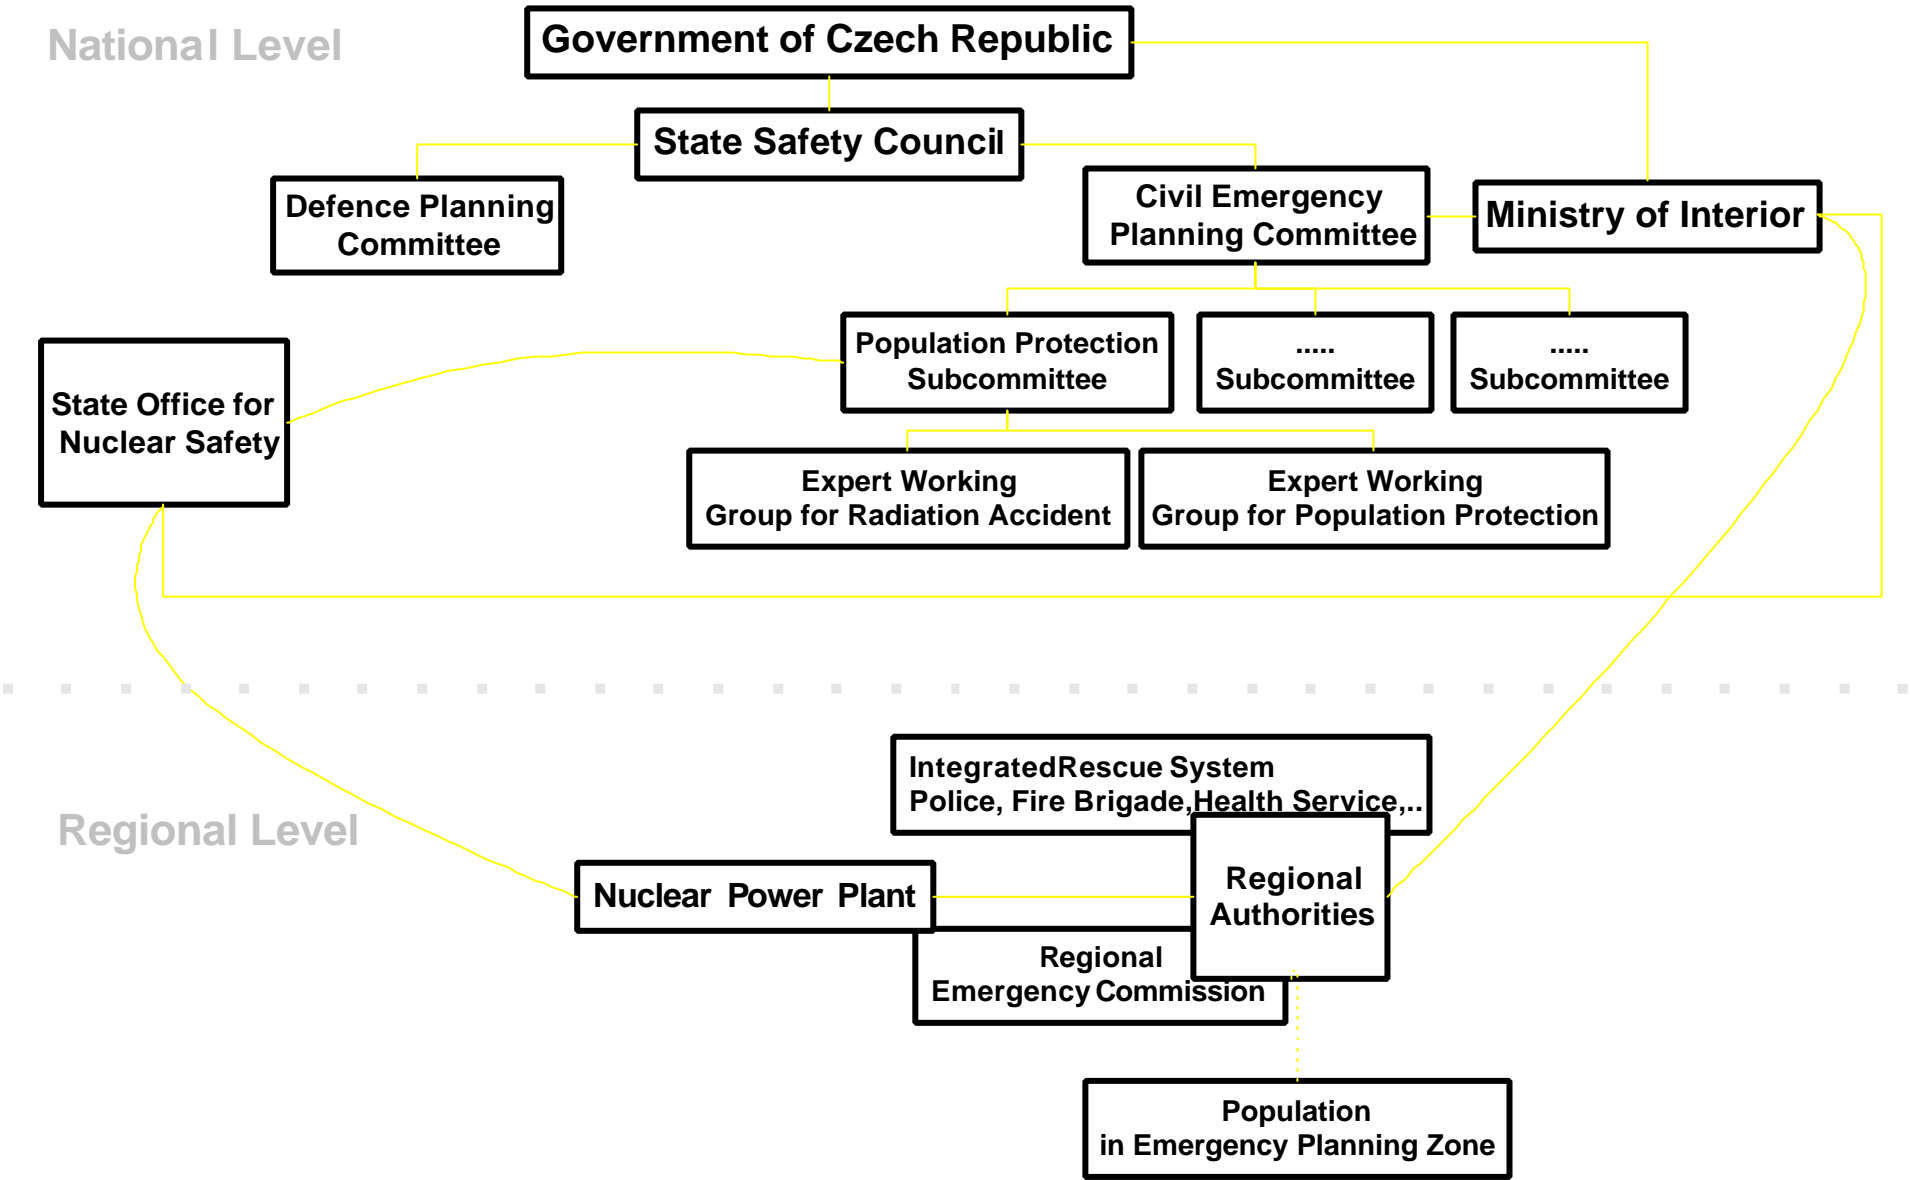 National Level
Government of Czech Republic
State Safety Council
Defence Planning
Committee
Civil Emergency
Planning Committee
Ministry of Interior
State Office for
Nuclear Safety
Population Protection
Subcommittee
.....
Subcommittee
.....
Subcommittee
Expert Working
Group for Radiation Accident
Expert Working
Group for Population Protection
Regional Level
IntegratedRescue System
Police, Fire Brigade,Health Service,..
Nuclear Power Plant
Regional
Authorities
Regional
Emergency Commission
Population
in Emergency Planning Zone